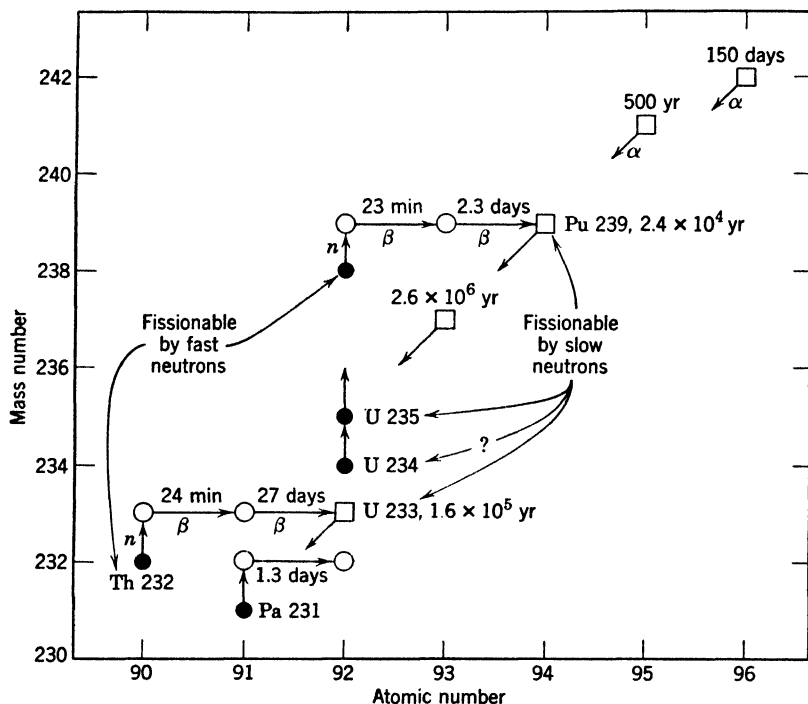 150 days
242
500 yr
α
α
240
23 min
2.3 days
Pu 239, 2.4 × 10⁴ yr
β
β
n
238
2.6 × 10⁶ yr
Fissionable
by fast
neutrons
Fissionable
by slow
neutrons
Mass number
236
U 235
?
234
U 234
24 min
27 days
U 233, 1.6 × 10⁵ yr
β
β
n
232
Th 232
1.3 days
Pa 231
230
90 91 92 93 94 95 96
Atomic number